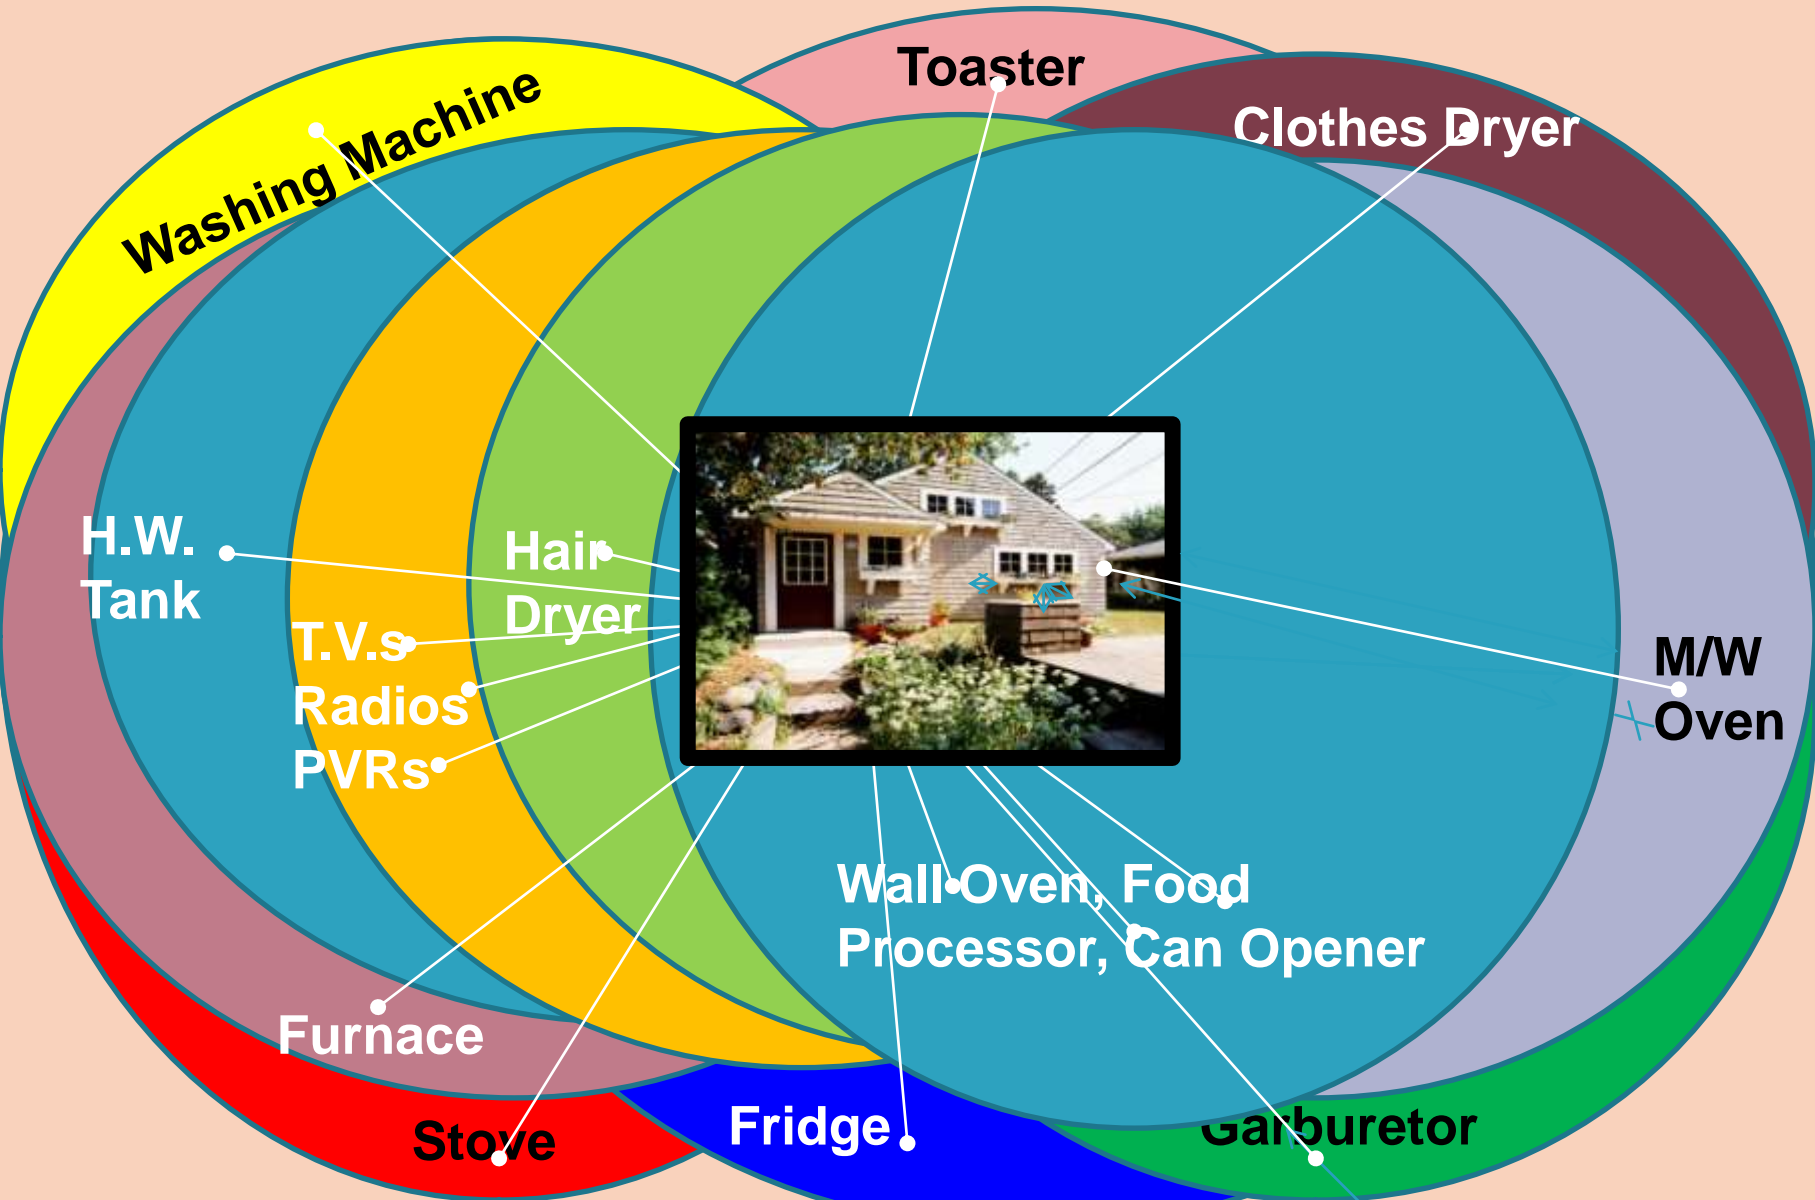 Toaster
Washing Machine
Clothes Dryer
H.W.
Tank
Hair
Dryer
T.V.s
Radios
PVRs
M/W
Oven
Wall Oven, Food
Processor, Can Opener
Furnace
Stove
Fridge
Garburetor